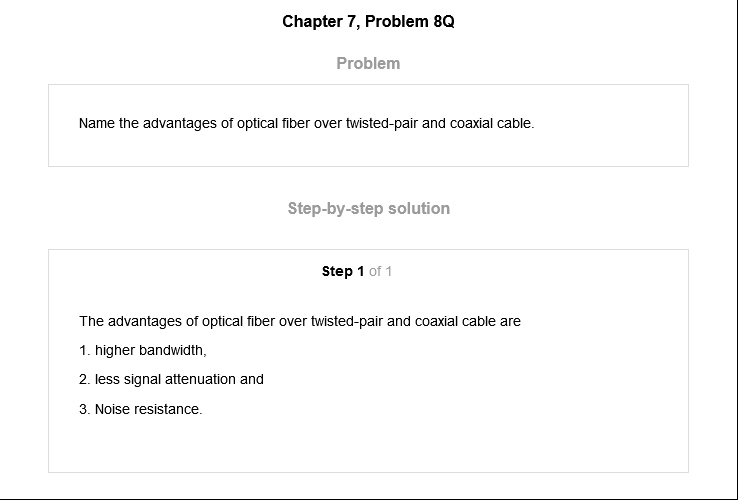 Chapter 7, Problem 8Q
Problem
Name the advantages of optical fiber over twisted-pair and coaxial cable.
Step-by-step solution
Step 1 of 1
The advantages of optical fiber over twisted-pair and coaxial cable are
1. higher bandwidth,
2. less signal attenuation and
3. Noise resistance.